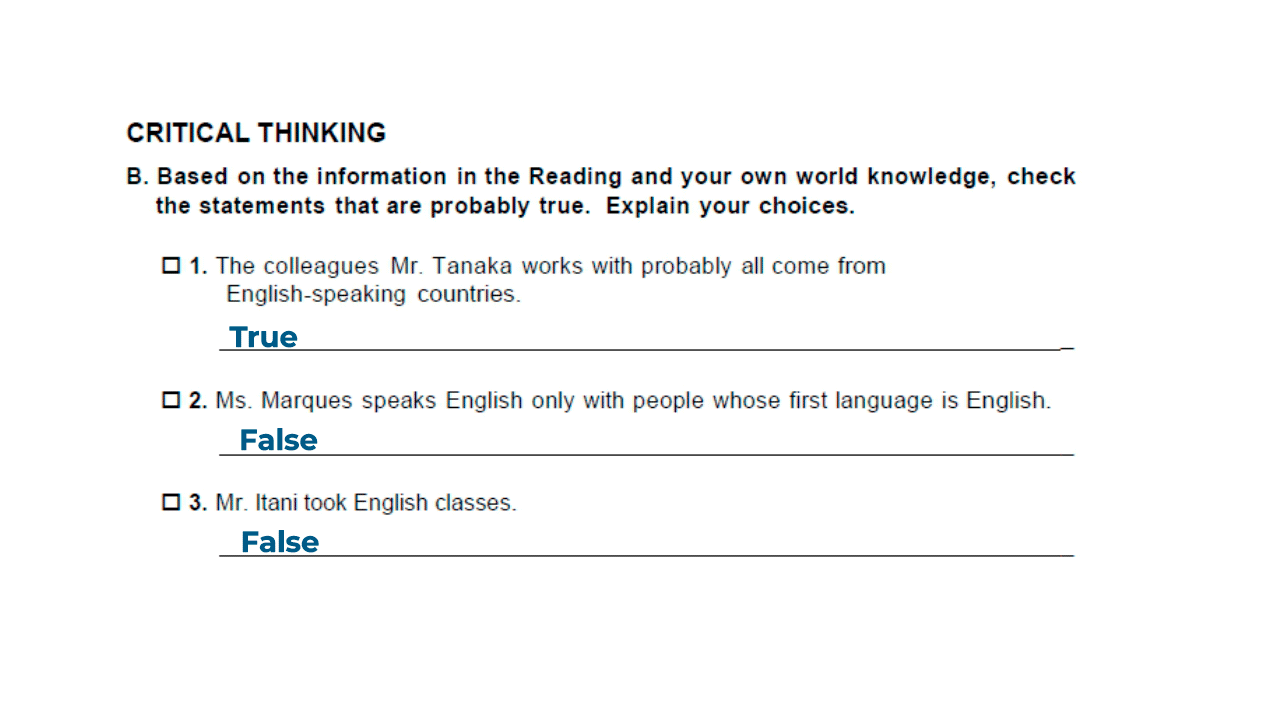 CRITICAL THINKING
B. Based on the information in the Reading and your own world knowledge, check
the statements that are probably true. Explain your choices.
☐ 1. The colleagues Mr. Tanaka works with probably all come from
English-speaking countries.
True
☐ 2. Ms. Marques speaks English only with people whose first language is English.
False
☐ 3. Mr. Itani took English classes.
False